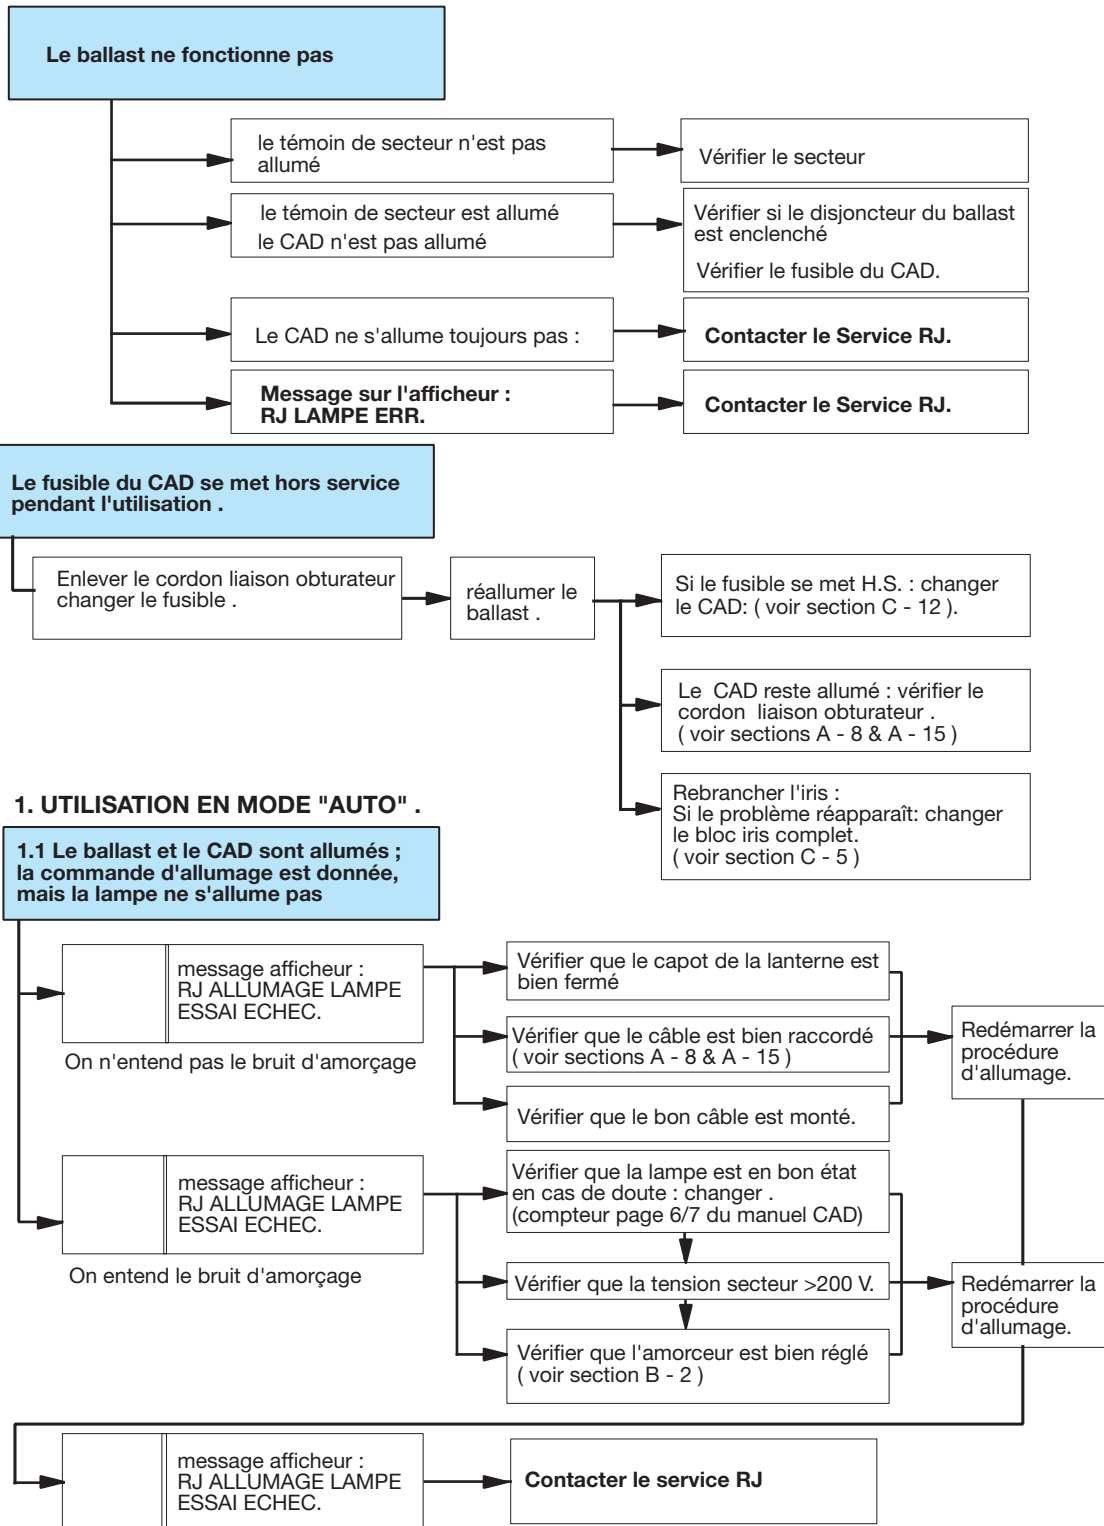 Le ballast ne fonctionne pas
le témoin de secteur n'est pas
allumé
Vérifier le secteur
le témoin de secteur est allumé
le CAD n'est pas allumé
Vérifier si le disjoncteur du ballast
est enclenché
Vérifier le fusible du CAD.
Le CAD ne s'allume toujours pas :
Contacter le Service RJ.
Message sur l'afficheur :
RJ LAMPE ERR.
Contacter le Service RJ.
Le fusible du CAD se met hors service
pendant l'utilisation .
Enlever le cordon liaison obturateur
changer le fusible .
réallumer le
ballast .
Si le fusible se met H.S. : changer
le CAD: ( voir section C - 12 ).
Le CAD reste allumé : vérifier le
cordon liaison obturateur .
( voir sections A - 8 & A - 15 )
Rebrancher l'iris :
Si le problème réapparaît: changer
le bloc iris complet.
( voir section C - 5 )
1. UTILISATION EN MODE "AUTO" .
1.1 Le ballast et le CAD sont allumés ;
la commande d'allumage est donnée,
mais la lampe ne s'allume pas
message afficheur :
RJ ALLUMAGE LAMPE
ESSAI ECHEC.
On n'entend pas le bruit d'amorçage
Vérifier que le capot de la lanterne est
bien fermé
Vérifier que le câble est bien raccordé
( voir sections A - 8 & A - 15 )
Vérifier que le bon câble est monté.
Redémarrer la
procédure
d'allumage.
message afficheur :
RJ ALLUMAGE LAMPE
ESSAI ECHEC.
On entend le bruit d'amorçage
Vérifier que la lampe est en bon état
en cas de doute : changer .
(compteur page 6/7 du manuel CAD)
Vérifier que la tension secteur >200 V.
Vérifier que l'amorceur est bien réglé
( voir section B - 2 )
Redémarrer la
procédure
d'allumage.
message afficheur :
RJ ALLUMAGE LAMPE
ESSAI ECHEC.
Contacter le service RJ